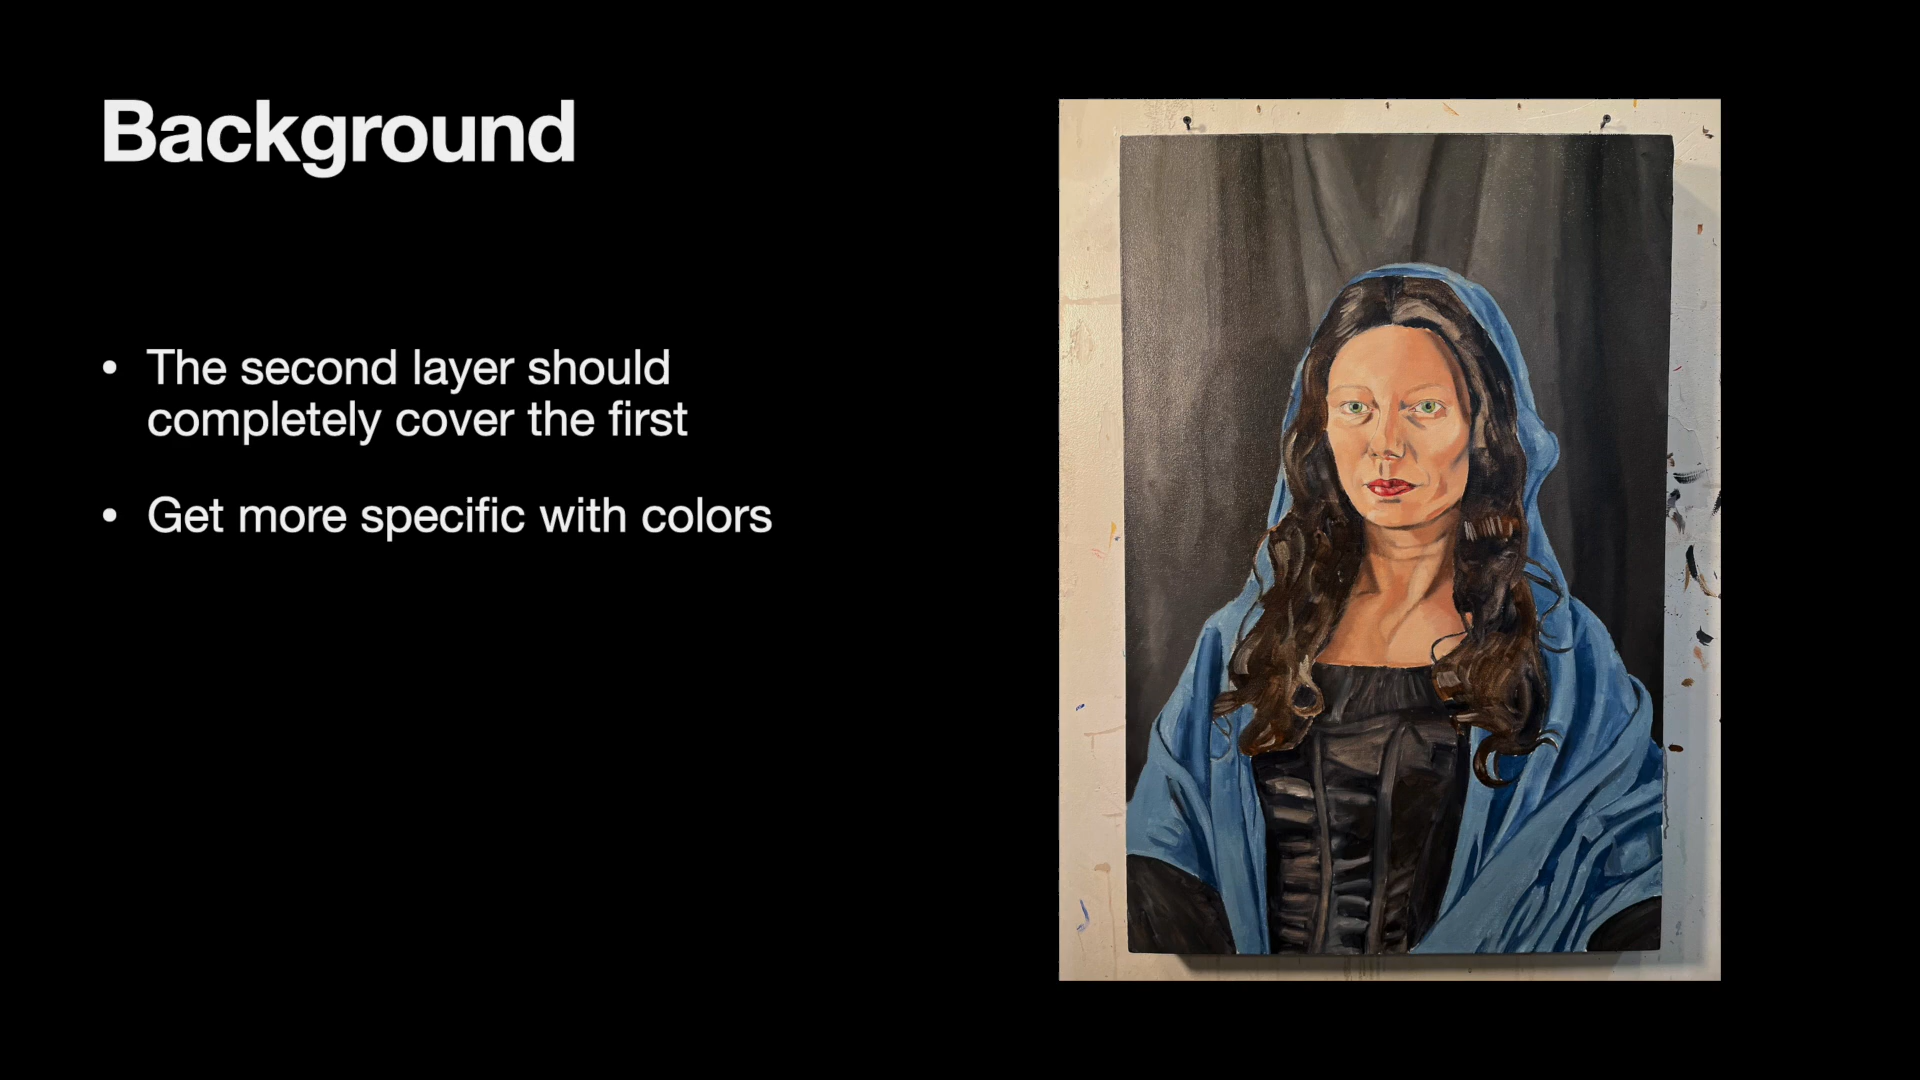 Background
• The second layer should
completely cover the first
• Get more specific with colors